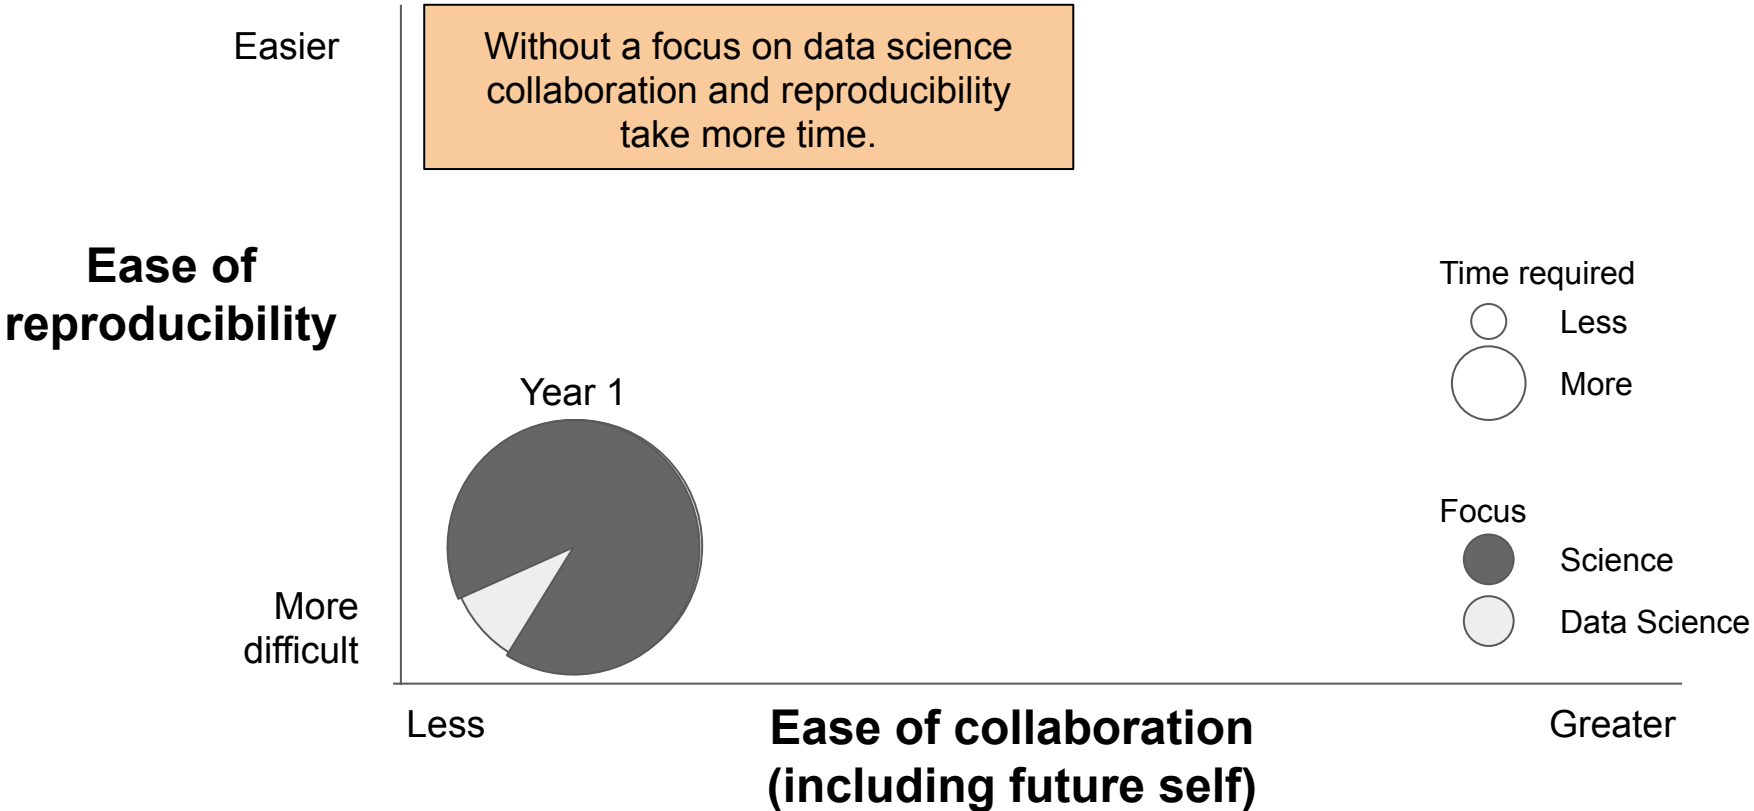 Easier
Without a focus on data science
collaboration and reproducibility
take more time.
Ease of
reproducibility
Time required
Less
More
Year 1
Focus
Science
Data Science
More
difficult
Less
Ease of collaboration
(including future self)
Greater